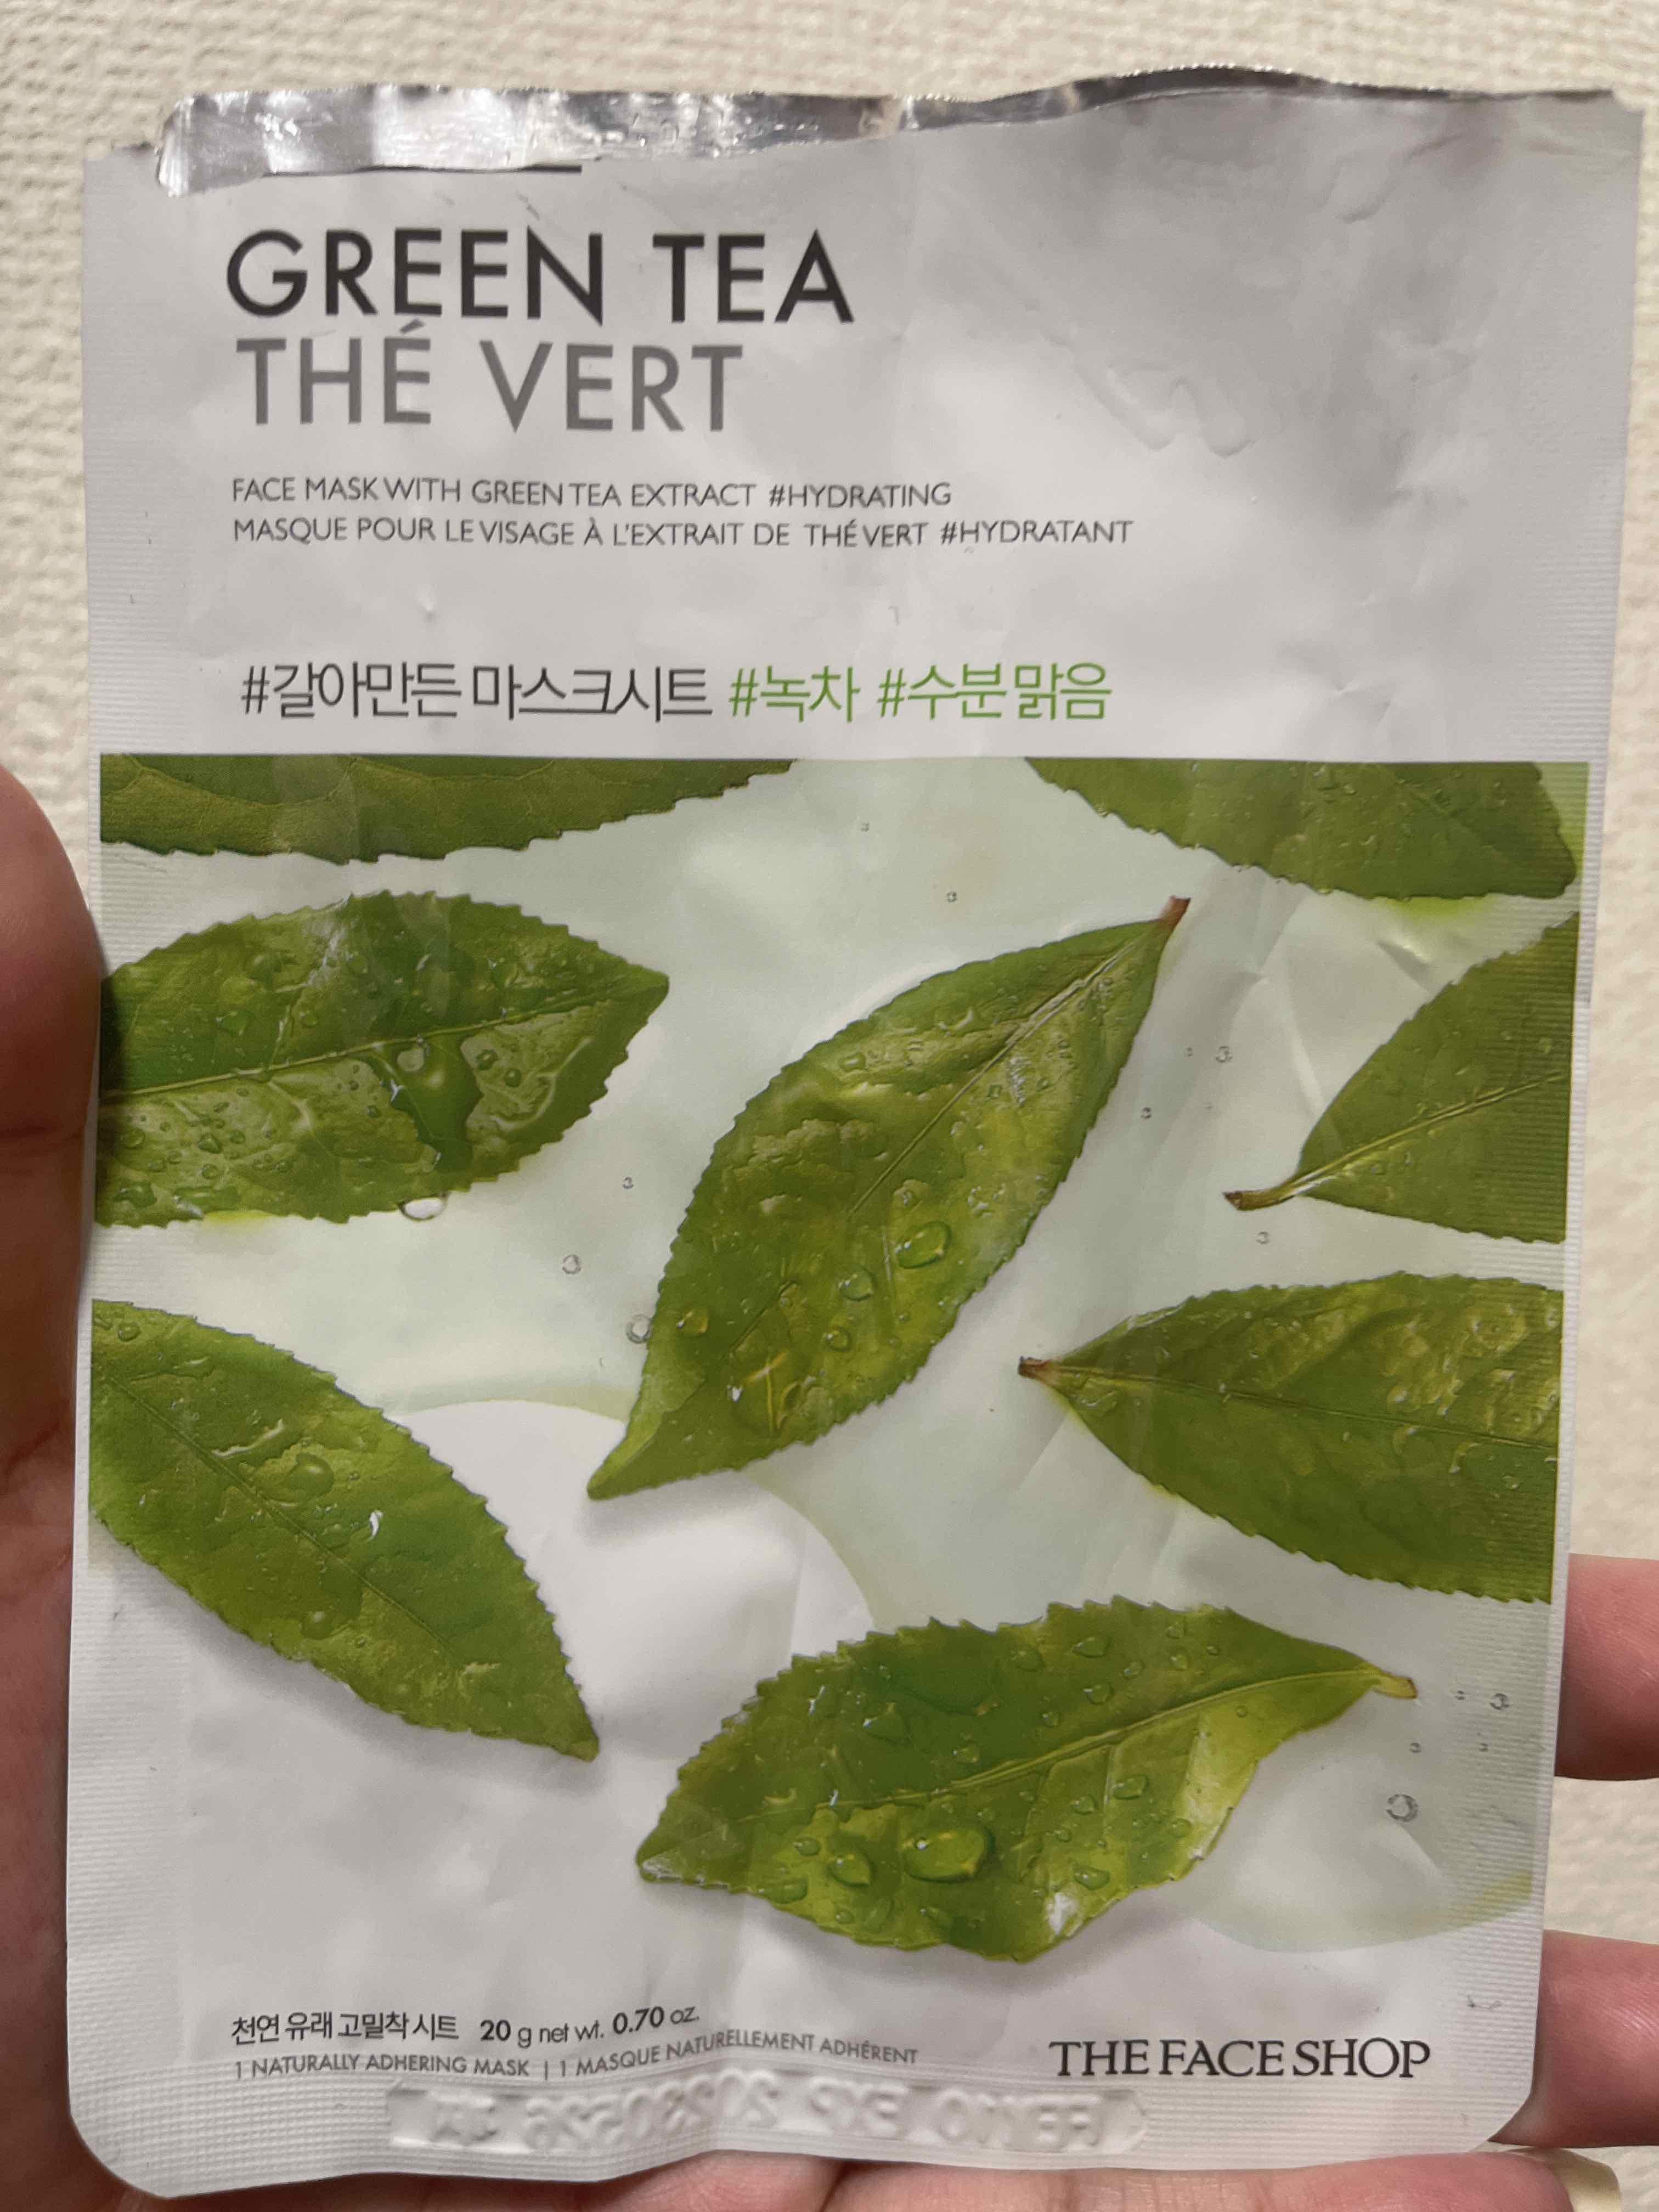 GREEN TEA
THÉ VERT
FACE MASK WITH GREEN TEA EXTRACT #HYDRATING
MASQUE POUR LE VISAGE À L'EXTRAIT DE THÉ VERT #HYDRATANT
#갈아만든 마스크시트 #녹차 #수분맑음
천연 유래 고밀착 시트 20 g net wt. 0.70 oz.
1 NATURALLY ADHERING MASK | 1 MASQUE NATURELLEMENT ADHÉRENT
THE FACE SHOP
EXP 20230526